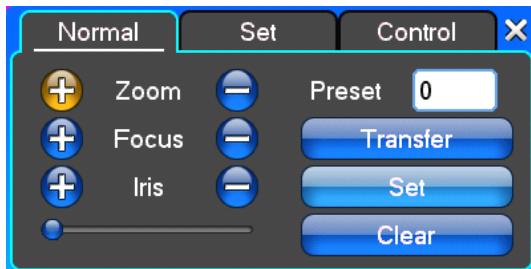 Normal Set Control
Zoom Preset 0
Focus Transfer
Iris Set
Clear